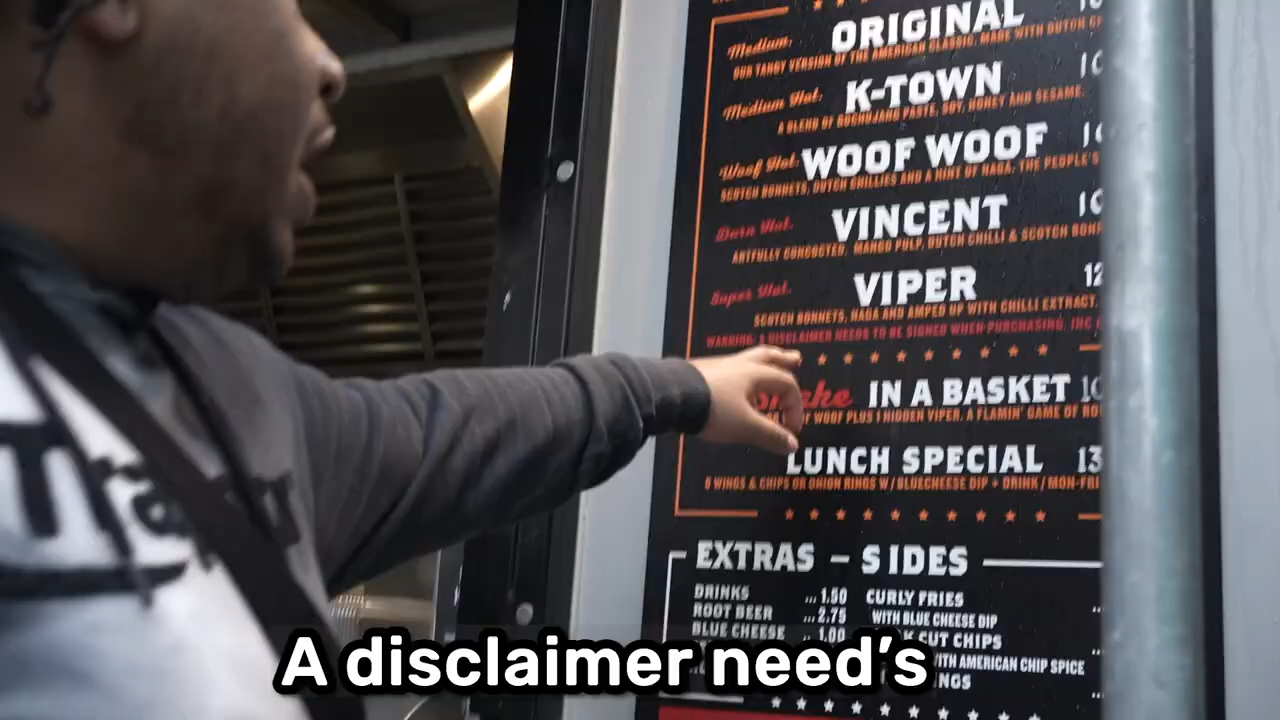 ORIGINAL
Medium.
OUR TANGY VERSION OF THE AMERICAN CLASSIC. MADE WITH DUTCH
K-TOWN 10
Medium Hot.
A BLEND OF GOCHUJANG PASTE, SOY, HONEY AND SESAME.
WOOF WOOF
Woof Hot.
SCOTCH BONNETS, DUTCH CHILLIES AND A HINT OF NAGA. THE PEOPLE'S
VINCENT 10
Darn Hot.
ARTFULLY CONCOCTED, MANGO PULP, DUTCH CHILLI & SCOTCH
VIPER 12
Super Hot.
SCOTCH BONNETS, NAGA AND AMPED UP WITH CHILLI EXTRACT.
WARNING: A DISCLAIMER NEEDS TO BE SIGNED WHEN PURCHASING. INC
IN A BASKET 10
WOOF PLUS 1 HIDDEN VIPER. A FLAMIN' GAME OF
LUNCH SPECIAL 13
WINGS & CHIPS OR ONION RINGS W/ BLUECHEESE DIP + DRINK / MON-FRI
EXTRAS – SIDES
DRINKS ... 1.50 CURLY FRIES
ROOT BEER ... 2.75 WITH BLUE CHEESE DIP
BLUE CHEESE ... 1.00 CUT CHIPS
WITH AMERICAN CHIP SPICE
A disclaimer need's